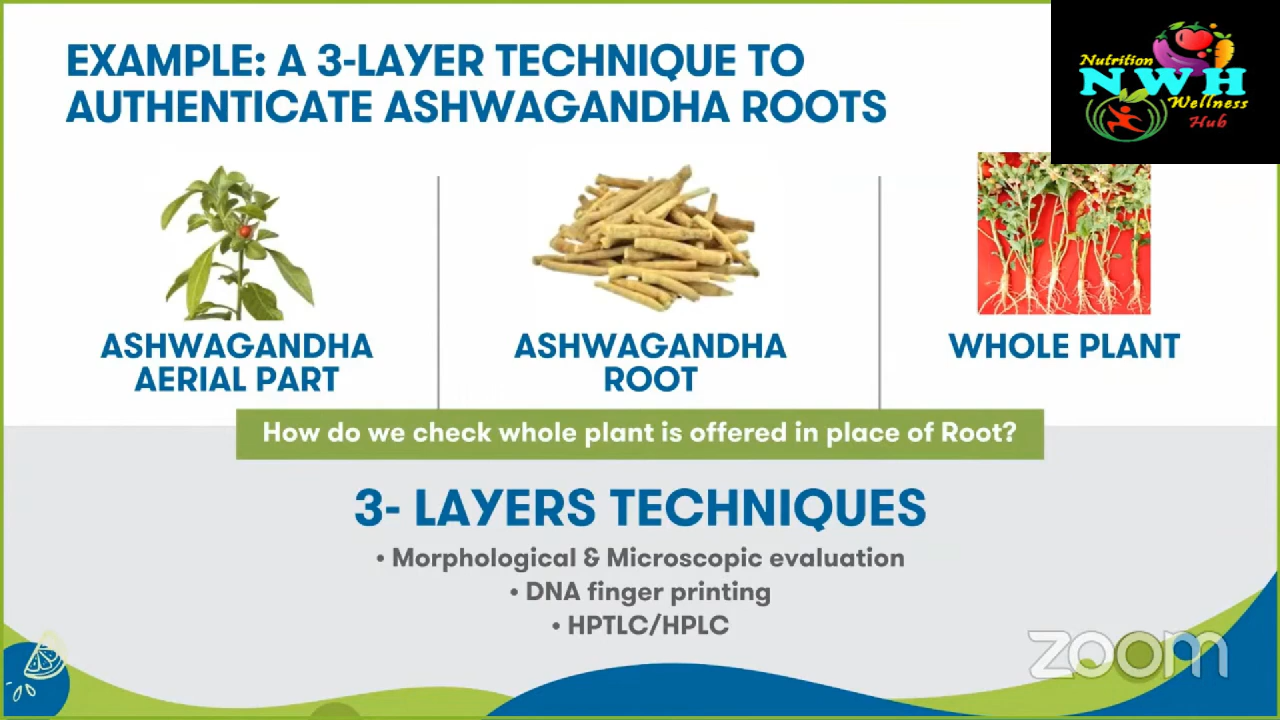 EXAMPLE: A 3-LAYER TECHNIQUE TO
AUTHENTICATE ASHWAGANDHA ROOTS
Nutrition
NWH
Wellness
Hub
ASHWAGANDHA
AERIAL PART
ASHWAGANDHA
ROOT
WHOLE PLANT
How do we check whole plant is offered in place of Root?
3- LAYERS TECHNIQUES
• Morphological & Microscopic evaluation
• DNA finger printing
• HPTLC/HPLC
zoom